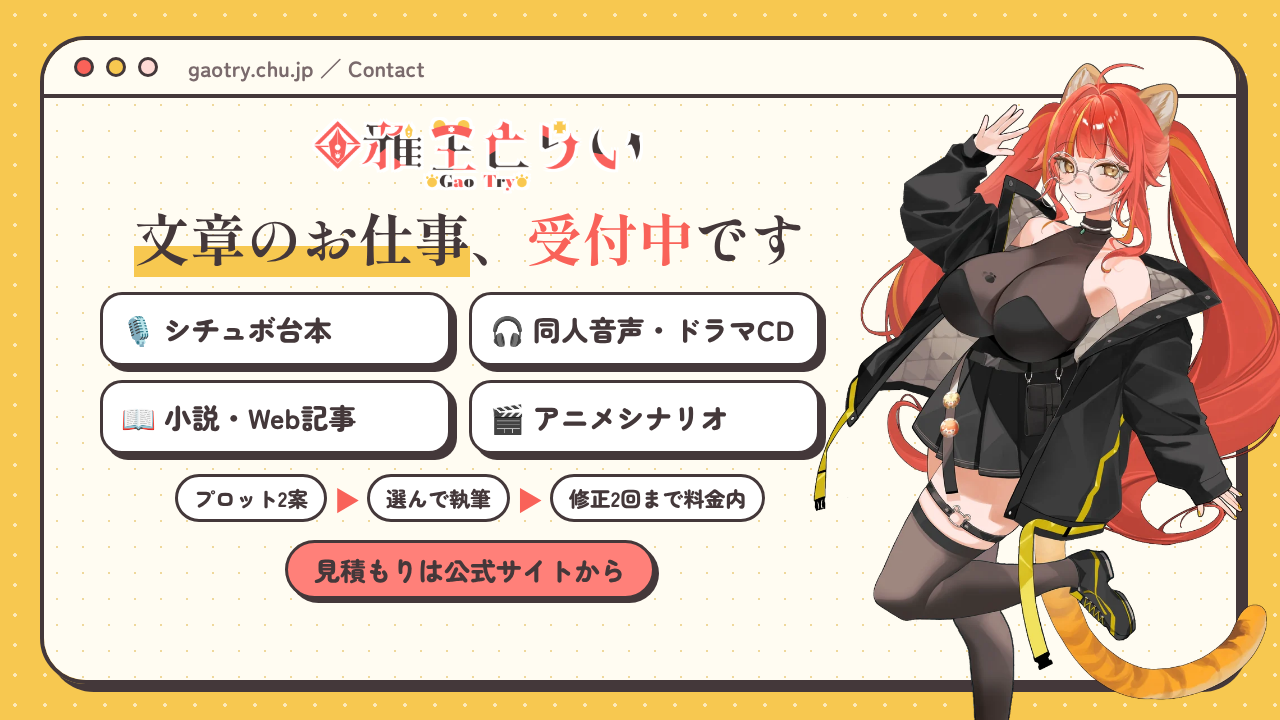 gaotry.chu.jp ／ Contact
雅王らい
Gao Try
文章のお仕事、受付中です
シチュボ台本
同人音声・ドラマCD
小説・Web記事
アニメシナリオ
プロット2案 ▶ 選んで執筆 ▶ 修正2回まで料金内
見積もりは公式サイトから